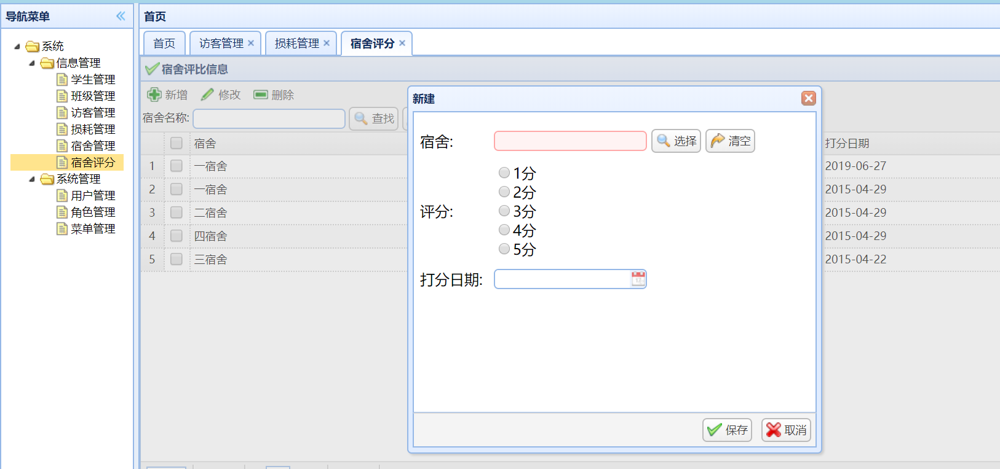 导航菜单
系统
信息管理
学生管理
班级管理
访客管理
损耗管理
宿舍管理
宿舍评分
系统管理
用户管理
角色管理
菜单管理
首页
首页 访客管理 损耗管理 宿舍评分
宿舍评比信息
新增 修改 删除
宿舍名称: 查找
宿舍 打分日期
1 一宿舍 2019-06-27
2 一宿舍 2015-04-29
3 二宿舍 2015-04-29
4 四宿舍 2015-04-29
5 三宿舍 2015-04-22
新建
宿舍: 选择 清空
评分:
1分
2分
3分
4分
5分
打分日期:
保存 取消